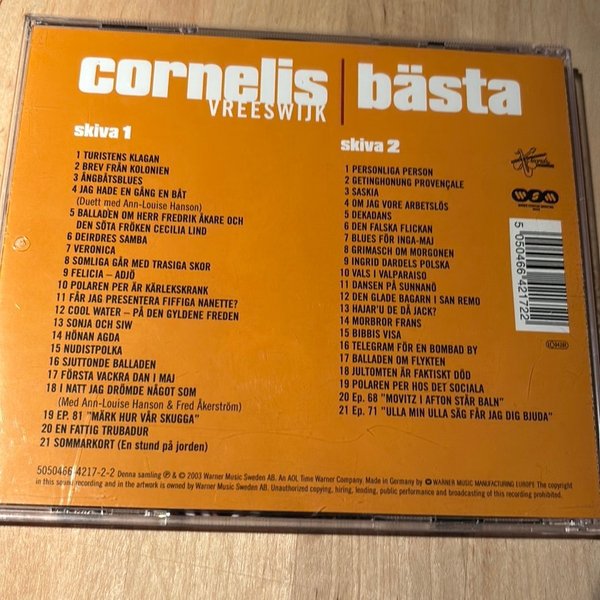 cornelis
VREESWIJK
bästa
skiva 1
1 TURISTENS KLAGAN
2 BREV FRÅN KOLONIEN
3 ÅNGBÅTSBLUES
4 JAG HADE EN GÅNG EN BÅT
(Duett med Ann-Louise Hanson)
5 BALLADEN OM HERR FREDRIK ÅKARE OCH
DEN SÖTA FRÖKEN CECILIA LIND
6 DEIRDRES SAMBA
7 VERONICA
8 SOMLIGA GÅR MED TRASIGA SKOR
9 FELICIA – ADJÖ
10 POLAREN PER ÄR KÄRLEKSKRANK
11 FÅR JAG PRESENTERA FIFFIGA NANETTE?
12 COOL WATER – PÅ DEN GYLDENE FREDEN
13 SONJA OCH SIW
14 HÖNAN AGDA
15 NUDISTPOLKA
16 SJUTTONDE BALLADEN
17 FÖRSTA VACKRA DAN I MAJ
18 I NATT JAG DRÖMDE NÅGOT SOM
(Med Ann-Louise Hanson & Fred Åkerström)
19 EP. 81 "MÄRK HUR VÅR SKUGGA"
20 EN FATTIG TRUBADUR
21 SOMMARKORT (En stund på jorden)
skiva 2
1 PERSONLIGA PERSON
2 GETINGHONUNG PROVENÇALE
3 SASKIA
4 OM JAG VORE ARBETSLÖS
5 DEKADANS
6 DEN FALSKA FLICKAN
7 BLUES FÖR INGA-MAJ
8 GRIMASCH OM MORGONEN
9 INGRID DARDELS POLSKA
10 VALS I VALPARAISO
11 DANSEN PÅ SUNNANÖ
12 DEN GLADE BAGARN I SAN REMO
13 HAJAR'U DE DÅ JACK?
14 MORBROR FRANS
15 BIBBIS VISA
16 TELEGRAM FÖR EN BOMBAD BY
17 BALLADEN OM FLYKTEN
18 JULTOMTEN ÄR FAKTISKT DÖD
19 POLAREN PER HOS DET SOCIALA
20 Ep. 68 "MOVITZ I AFTON STÅR BALN"
21 Ep. 71 "ULLA MIN ULLA SÄG FÅR JAG DIG BJUDA"
5 050466 421722
5050466-4217-2-2 Denna samling ℗ & © 2003 Warner Music Sweden AB. An AOL Time Warner Company. Made in Germany by WARNER MUSIC MANUFACTURING EUROPE The copyright
in this sound recording and in the artwork is owned by Warner Music Sweden AB. Unauthorized copying, hiring, lending, public performance and broadcasting of this recording prohibited.